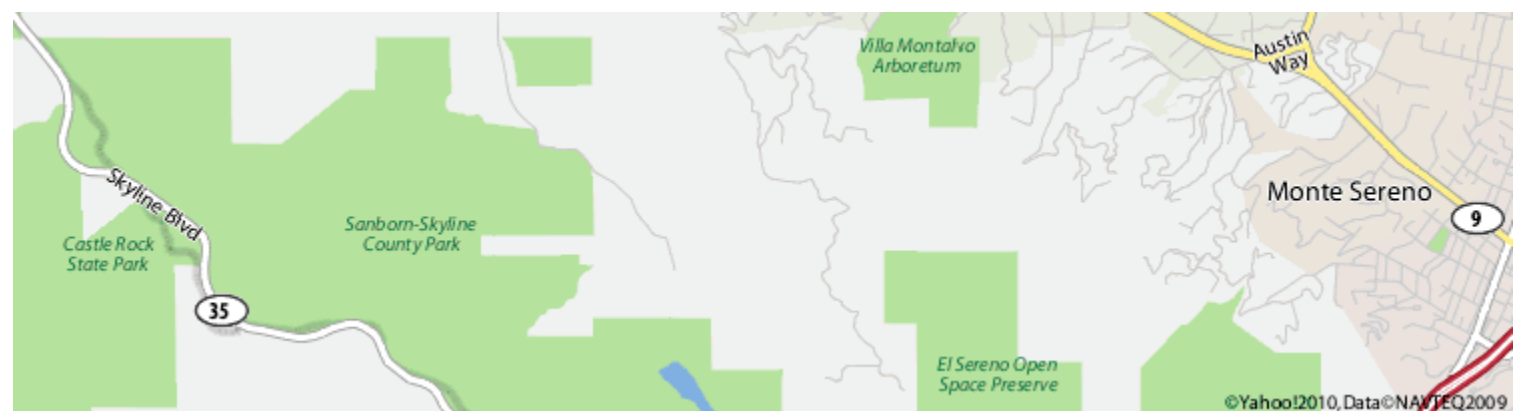 Villa Montalvo
Arboretum
Austin
Way
Skyline Blvd
Monte Sereno
Sanborn-Skyline
County Park
9
Castle Rock
State Park
35
El Sereno Open
Space Preserve
©Yahoo!2010, Data©NAVTEQ2009